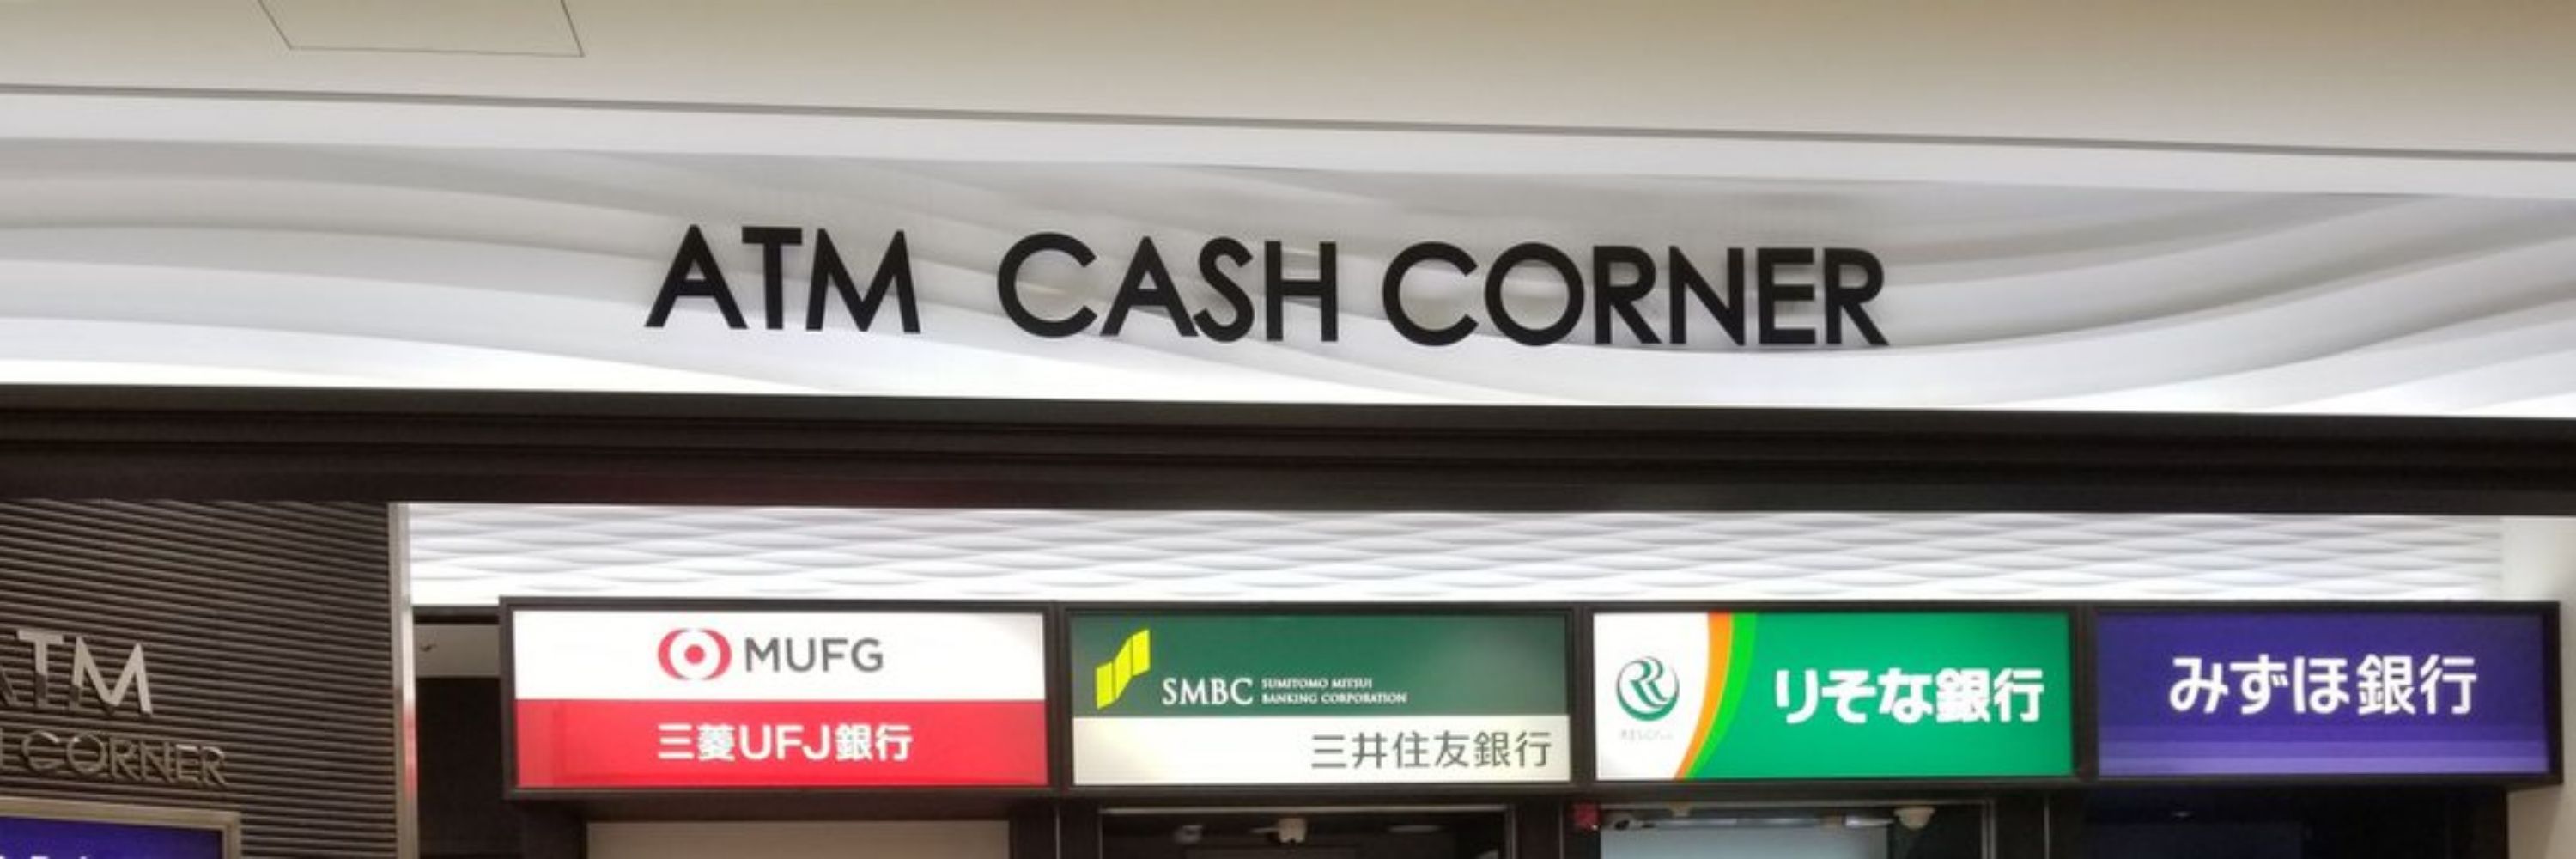 ATM CASH CORNER
ATM
CORNER
MUFG
三菱UFJ銀行
SMBC SUMITOMO MITSUI
BANKING CORPORATION
三井住友銀行
りそな銀行
みずほ銀行